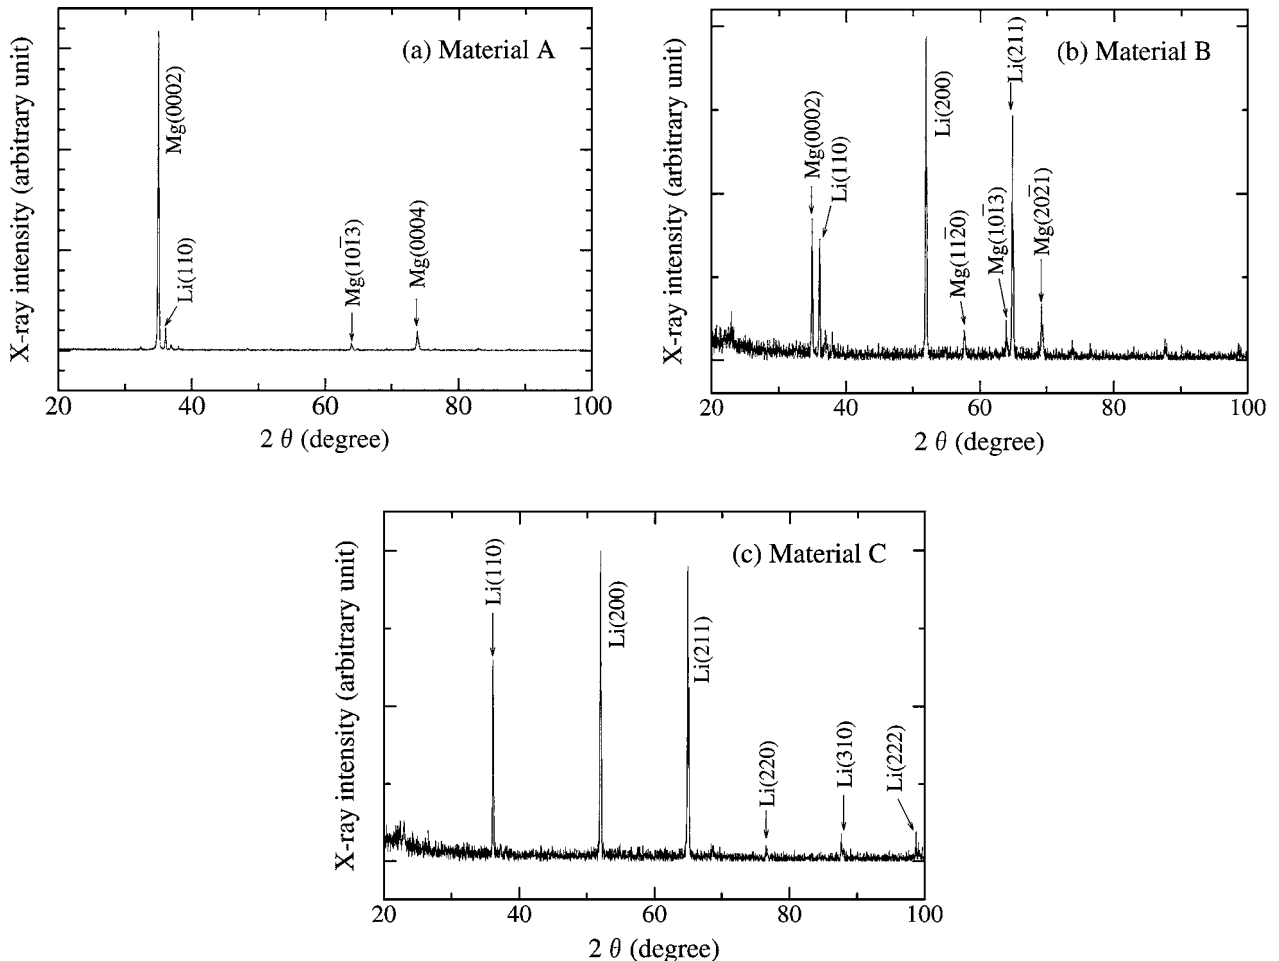 (a) Material A
X-ray intensity (arbitrary unit)
Mg(0002)
Li(110)
Mg(101̅3)
Mg(0004)
20 40 60 80 100
2 θ (degree)
(b) Material B
X-ray intensity (arbitrary unit)
Mg(0002)
Li(110)
Li(200)
Mg(112̅0)
Mg(101̅3)
Li(211)
Mg(202̅1)
20 40 60 80 100
2 θ (degree)
(c) Material C
X-ray intensity (arbitrary unit)
Li(110)
Li(200)
Li(211)
Li(220)
Li(310)
Li(222)
20 40 60 80 100
2 θ (degree)